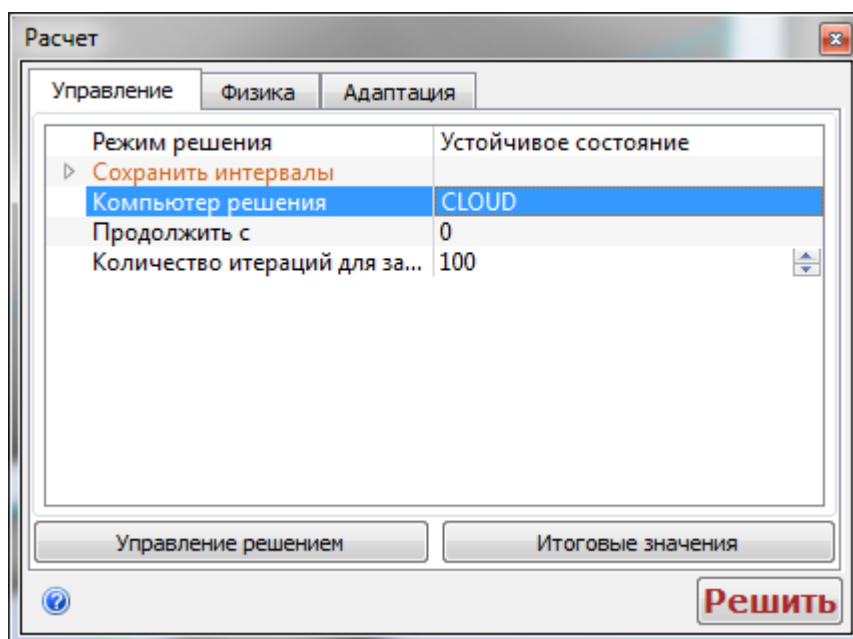 Расчет
Управление Физика Адаптация
Режим решения Устойчивое состояние
Сохранить интервалы
Компьютер решения CLOUD
Продолжить с 0
Количество итераций для за... 100
Управление решением Итоговые значения
Решить